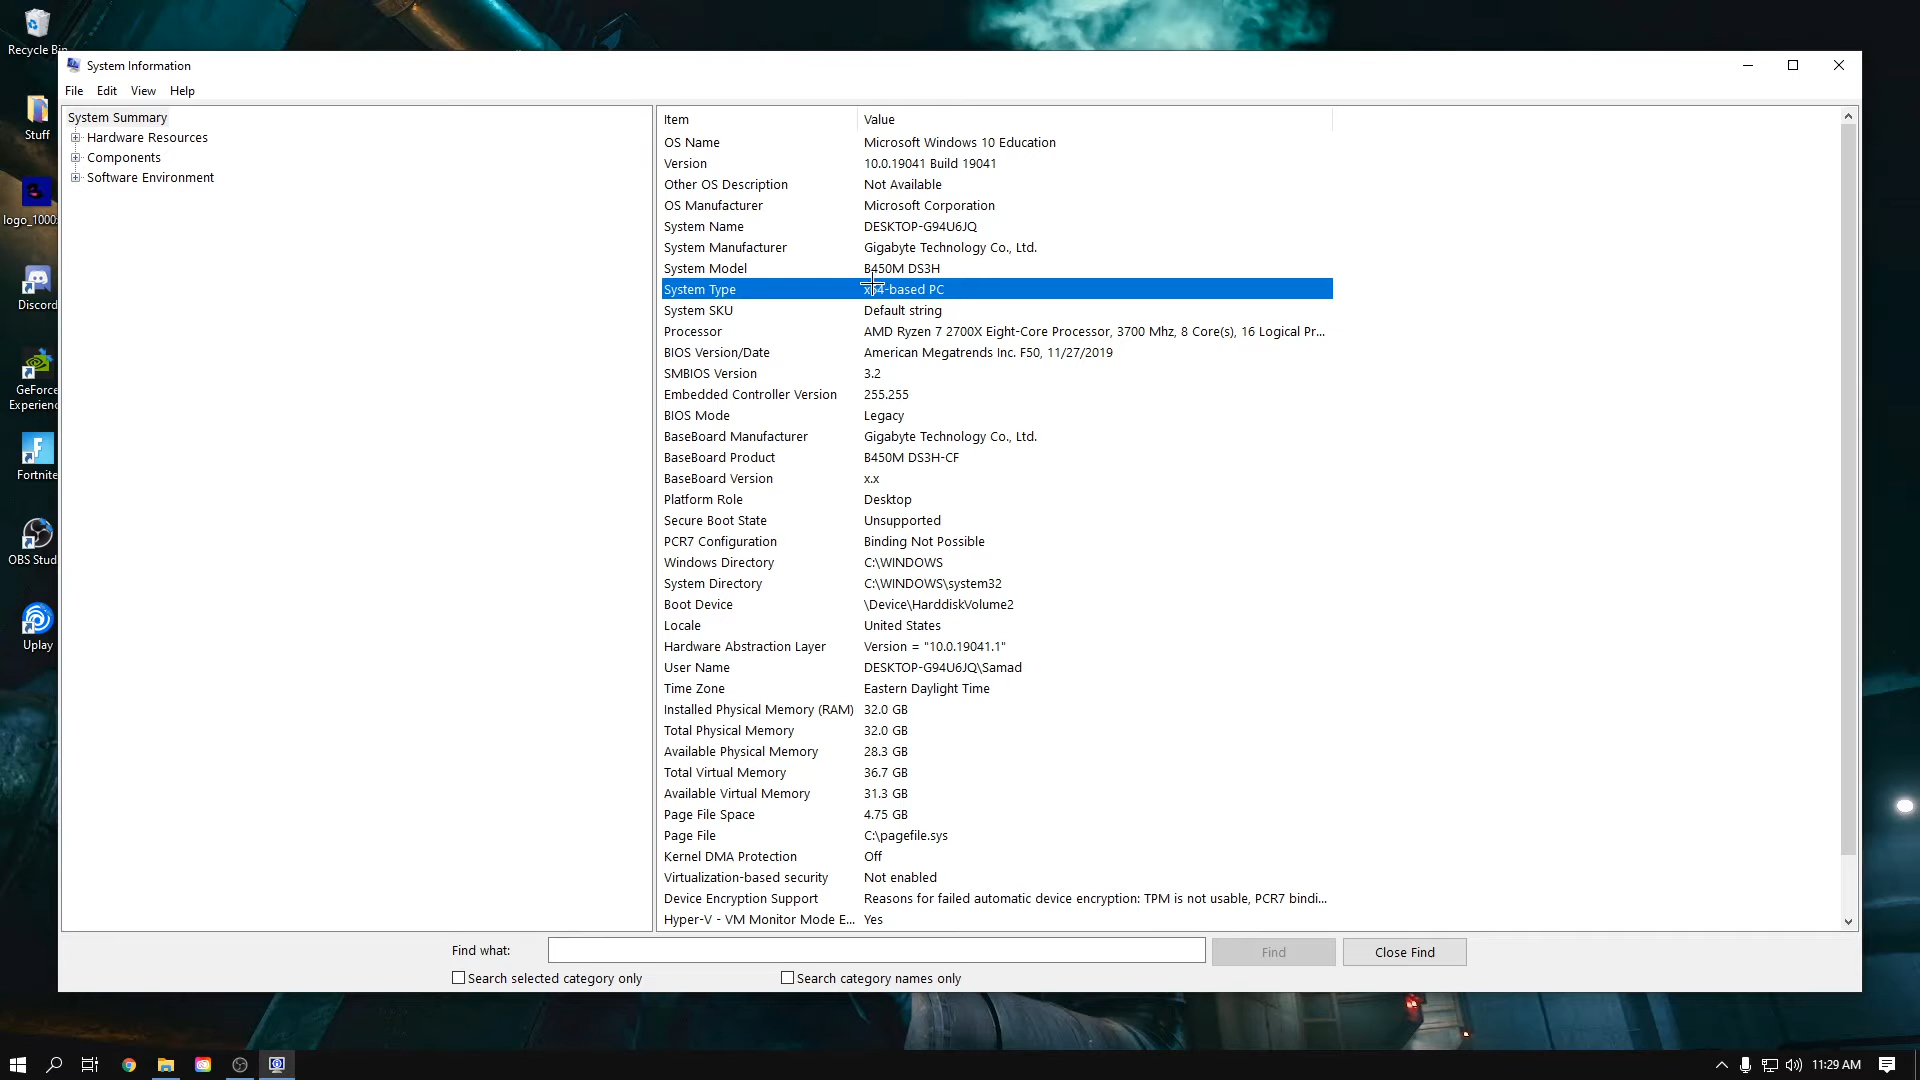 Recycle Bin
Stuff
logo_1000
Discord
GeForce
Experienc
Fortnite
OBS Stud
Uplay
System Information
File Edit View Help
System Summary
Hardware Resources
Components
Software Environment
Item Value
OS Name Microsoft Windows 10 Education
Version 10.0.19041 Build 19041
Other OS Description Not Available
OS Manufacturer Microsoft Corporation
System Name DESKTOP-G94U6JQ
System Manufacturer Gigabyte Technology Co., Ltd.
System Model B450M DS3H
System Type x64-based PC
System SKU Default string
Processor AMD Ryzen 7 2700X Eight-Core Processor, 3700 Mhz, 8 Core(s), 16 Logical Pr...
BIOS Version/Date American Megatrends Inc. F50, 11/27/2019
SMBIOS Version 3.2
Embedded Controller Version 255.255
BIOS Mode Legacy
BaseBoard Manufacturer Gigabyte Technology Co., Ltd.
BaseBoard Product B450M DS3H-CF
BaseBoard Version x.x
Platform Role Desktop
Secure Boot State Unsupported
PCR7 Configuration Binding Not Possible
Windows Directory C:\WINDOWS
System Directory C:\WINDOWS\system32
Boot Device \Device\HarddiskVolume2
Locale United States
Hardware Abstraction Layer Version = "10.0.19041.1"
User Name DESKTOP-G94U6JQ\Samad
Time Zone Eastern Daylight Time
Installed Physical Memory (RAM) 32.0 GB
Total Physical Memory 32.0 GB
Available Physical Memory 28.3 GB
Total Virtual Memory 36.7 GB
Available Virtual Memory 31.3 GB
Page File Space 4.75 GB
Page File C:\pagefile.sys
Kernel DMA Protection Off
Virtualization-based security Not enabled
Device Encryption Support Reasons for failed automatic device encryption: TPM is not usable, PCR7 bindi...
Hyper-V - VM Monitor Mode E... Yes
Find what: Find Close Find
Search selected category only Search category names only
11:29 AM